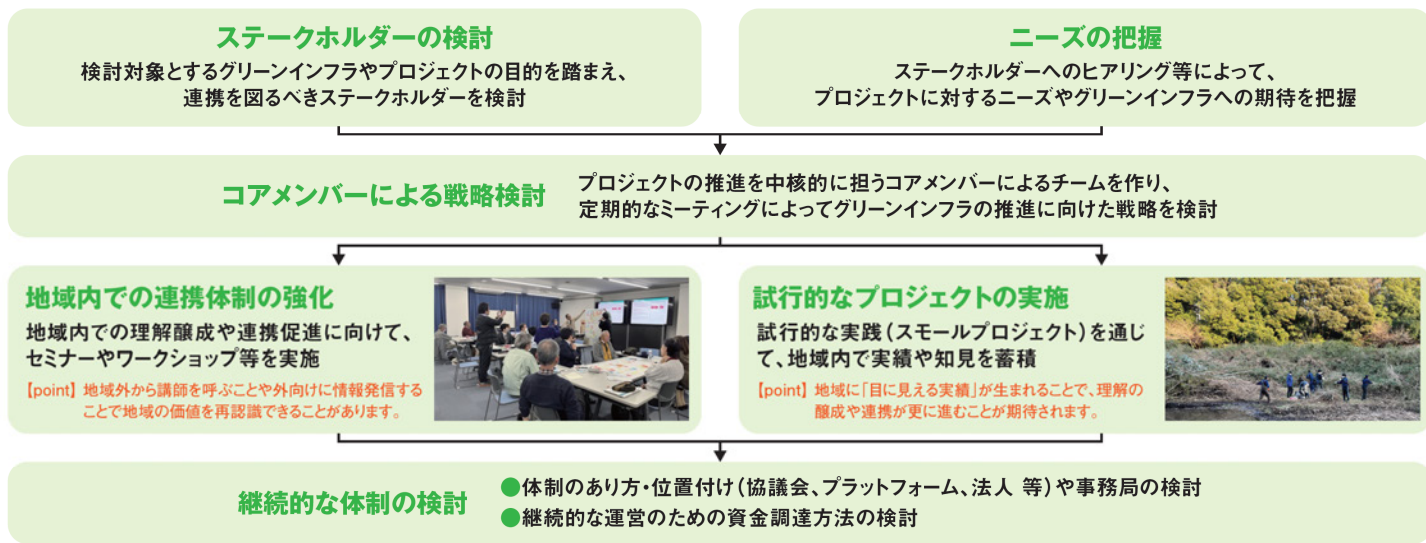 ステークホルダーの検討
検討対象とするグリーンインフラやプロジェクトの目的を踏まえ、
連携を図るべきステークホルダーを検討
ニーズの把握
ステークホルダーへのヒアリング等によって、
プロジェクトに対するニーズやグリーンインフラへの期待を把握
コアメンバーによる戦略検討
プロジェクトの推進を中核的に担うコアメンバーによるチームを作り、
定期的なミーティングによってグリーンインフラの推進に向けた戦略を検討
地域内での連携体制の強化
地域内での理解醸成や連携促進に向けて、
セミナーやワークショップ等を実施
【point】地域外から講師を呼ぶことや外向けに情報発信する
ことで地域の価値を再認識できることがあります。
試行的なプロジェクトの実施
試行的な実践（スモールプロジェクト）を通じ
て、地域内で実績や知見を蓄積
【point】地域に「目に見える実績」が生まれることで、理解の
醸成や連携が更に進むことが期待されます。
継続的な体制の検討
●体制のあり方・位置付け（協議会、プラットフォーム、法人 等）や事務局の検討
●継続的な運営のための資金調達方法の検討